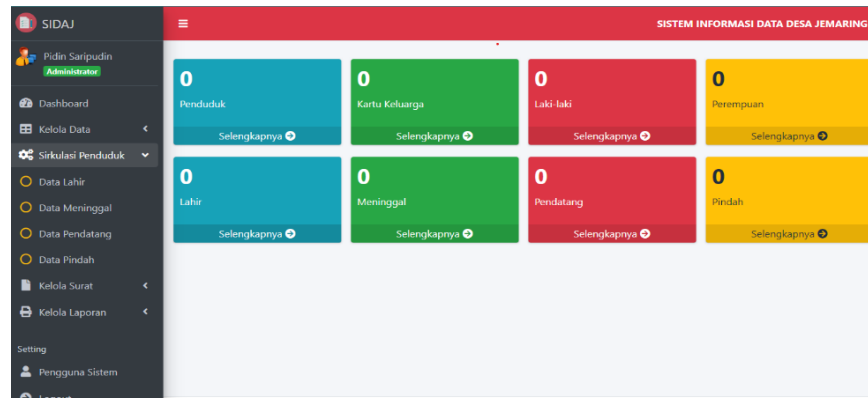 SIDAJ
SISTEM INFORMASI DATA DESA JEMARING
Pidin Saripudin
Administrator
Dashboard
Kelola Data
Sirkulasi Penduduk
Data Lahir
Data Meninggal
Data Pendatang
Data Pindah
Kelola Surat
Kelola Laporan
Setting
Pengguna Sistem
0
Penduduk
Selengkapnya
0
Kartu Keluarga
Selengkapnya
0
Laki-laki
Selengkapnya
0
Perempuan
Selengkapnya
0
Lahir
Selengkapnya
0
Meninggal
Selengkapnya
0
Pendatang
Selengkapnya
0
Pindah
Selengkapnya